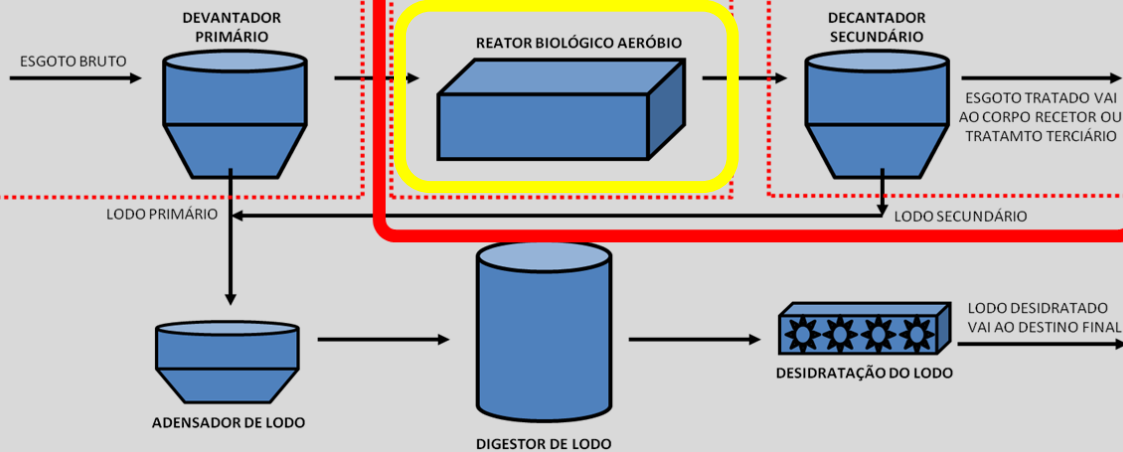 DEVANTADOR
PRIMÁRIO
ESGOTO BRUTO
REATOR BIOLÓGICO AERÓBIO
DECANTADOR
SECUNDÁRIO
ESGOTO TRATADO VAI
AO CORPO RECETOR OU
TRATAMTO TERCIÁRIO
LODO PRIMÁRIO
LODO SECUNDÁRIO
ADENSADOR DE LODO
DIGESTOR DE LODO
DESIDRATAÇÃO DO LODO
LODO DESIDRATADO
VAI AO DESTINO FINAL